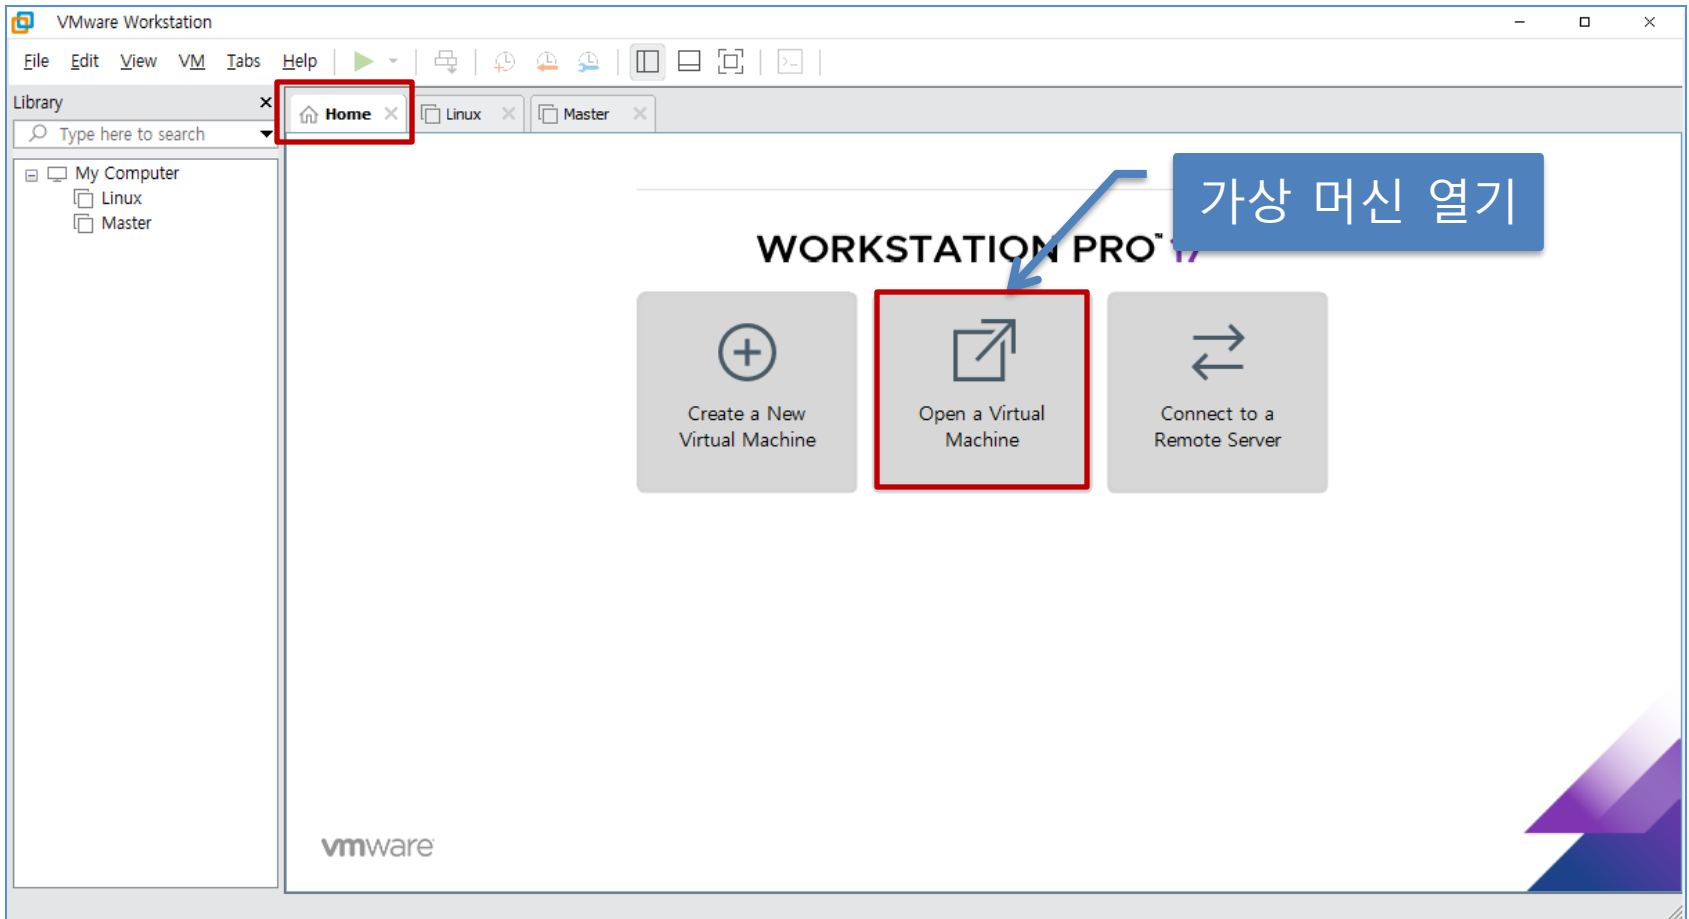 VMware Workstation
File Edit View VM Tabs Help
Library
Type here to search
My Computer
Linux
Master
Home
Linux
Master
가상 머신 열기
WORKSTATION PRO™ 17
Create a New
Virtual Machine
Open a Virtual
Machine
Connect to a
Remote Server
vmware